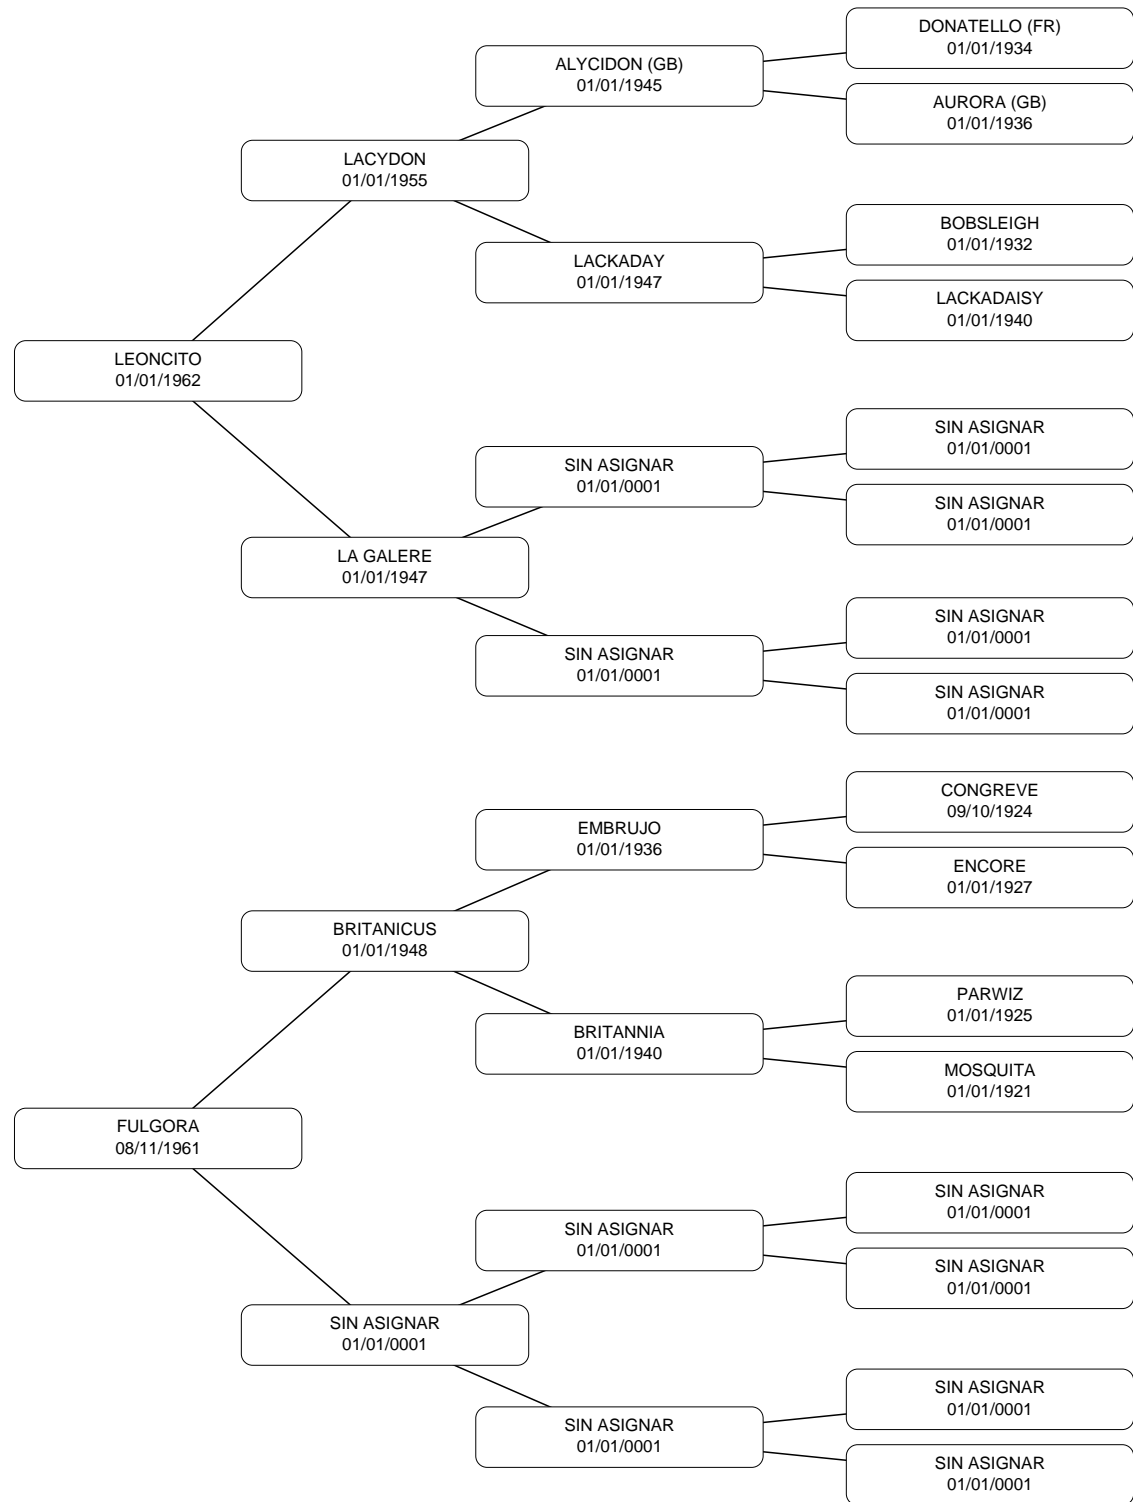 DONATELLO (FR)
01/01/1934
ALYCIDON (GB)
01/01/1945
AURORA (GB)
01/01/1936
LACYDON
01/01/1955
BOBSLEIGH
01/01/1932
LACKADAY
01/01/1947
LACKADAISY
01/01/1940
LEONCITO
01/01/1962
SIN ASIGNAR
01/01/0001
SIN ASIGNAR
01/01/0001
SIN ASIGNAR
01/01/0001
LA GALERE
01/01/1947
SIN ASIGNAR
01/01/0001
SIN ASIGNAR
01/01/0001
SIN ASIGNAR
01/01/0001
CONGREVE
09/10/1924
EMBRUJO
01/01/1936
ENCORE
01/01/1927
BRITANICUS
01/01/1948
PARWIZ
01/01/1925
BRITANNIA
01/01/1940
MOSQUITA
01/01/1921
FULGORA
08/11/1961
SIN ASIGNAR
01/01/0001
SIN ASIGNAR
01/01/0001
SIN ASIGNAR
01/01/0001
SIN ASIGNAR
01/01/0001
SIN ASIGNAR
01/01/0001
SIN ASIGNAR
01/01/0001
SIN ASIGNAR
01/01/0001